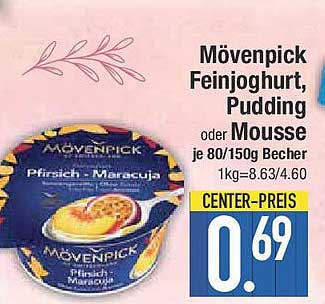 Mövenpick
Feinjoghurt,
Pudding
oder Mousse
je 80/150g Becher
1kg=8.63/4.60
CENTER-PREIS
0.69
MÖVENPICK
Pfirsich - Maracuja
MÖVENPICK
Pfirsich -
Maracuja